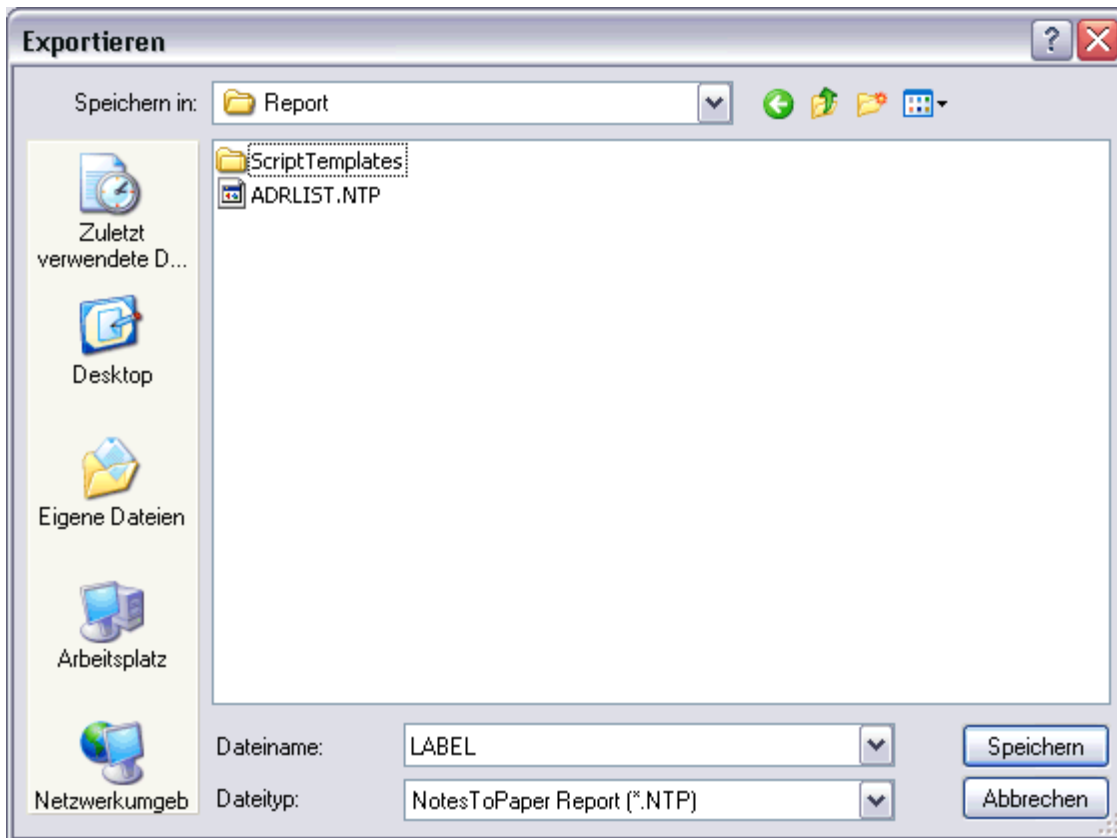 Exportieren
Speichern in:
Report
ScriptTemplates
ADRLIST.NTP
Zuletzt
verwendete D...
Desktop
Eigene Dateien
Arbeitsplatz
Netzwerkumgeb
Dateiname:
LABEL
Speichern
Dateityp:
NotesToPaper Report (*.NTP)
Abbrechen